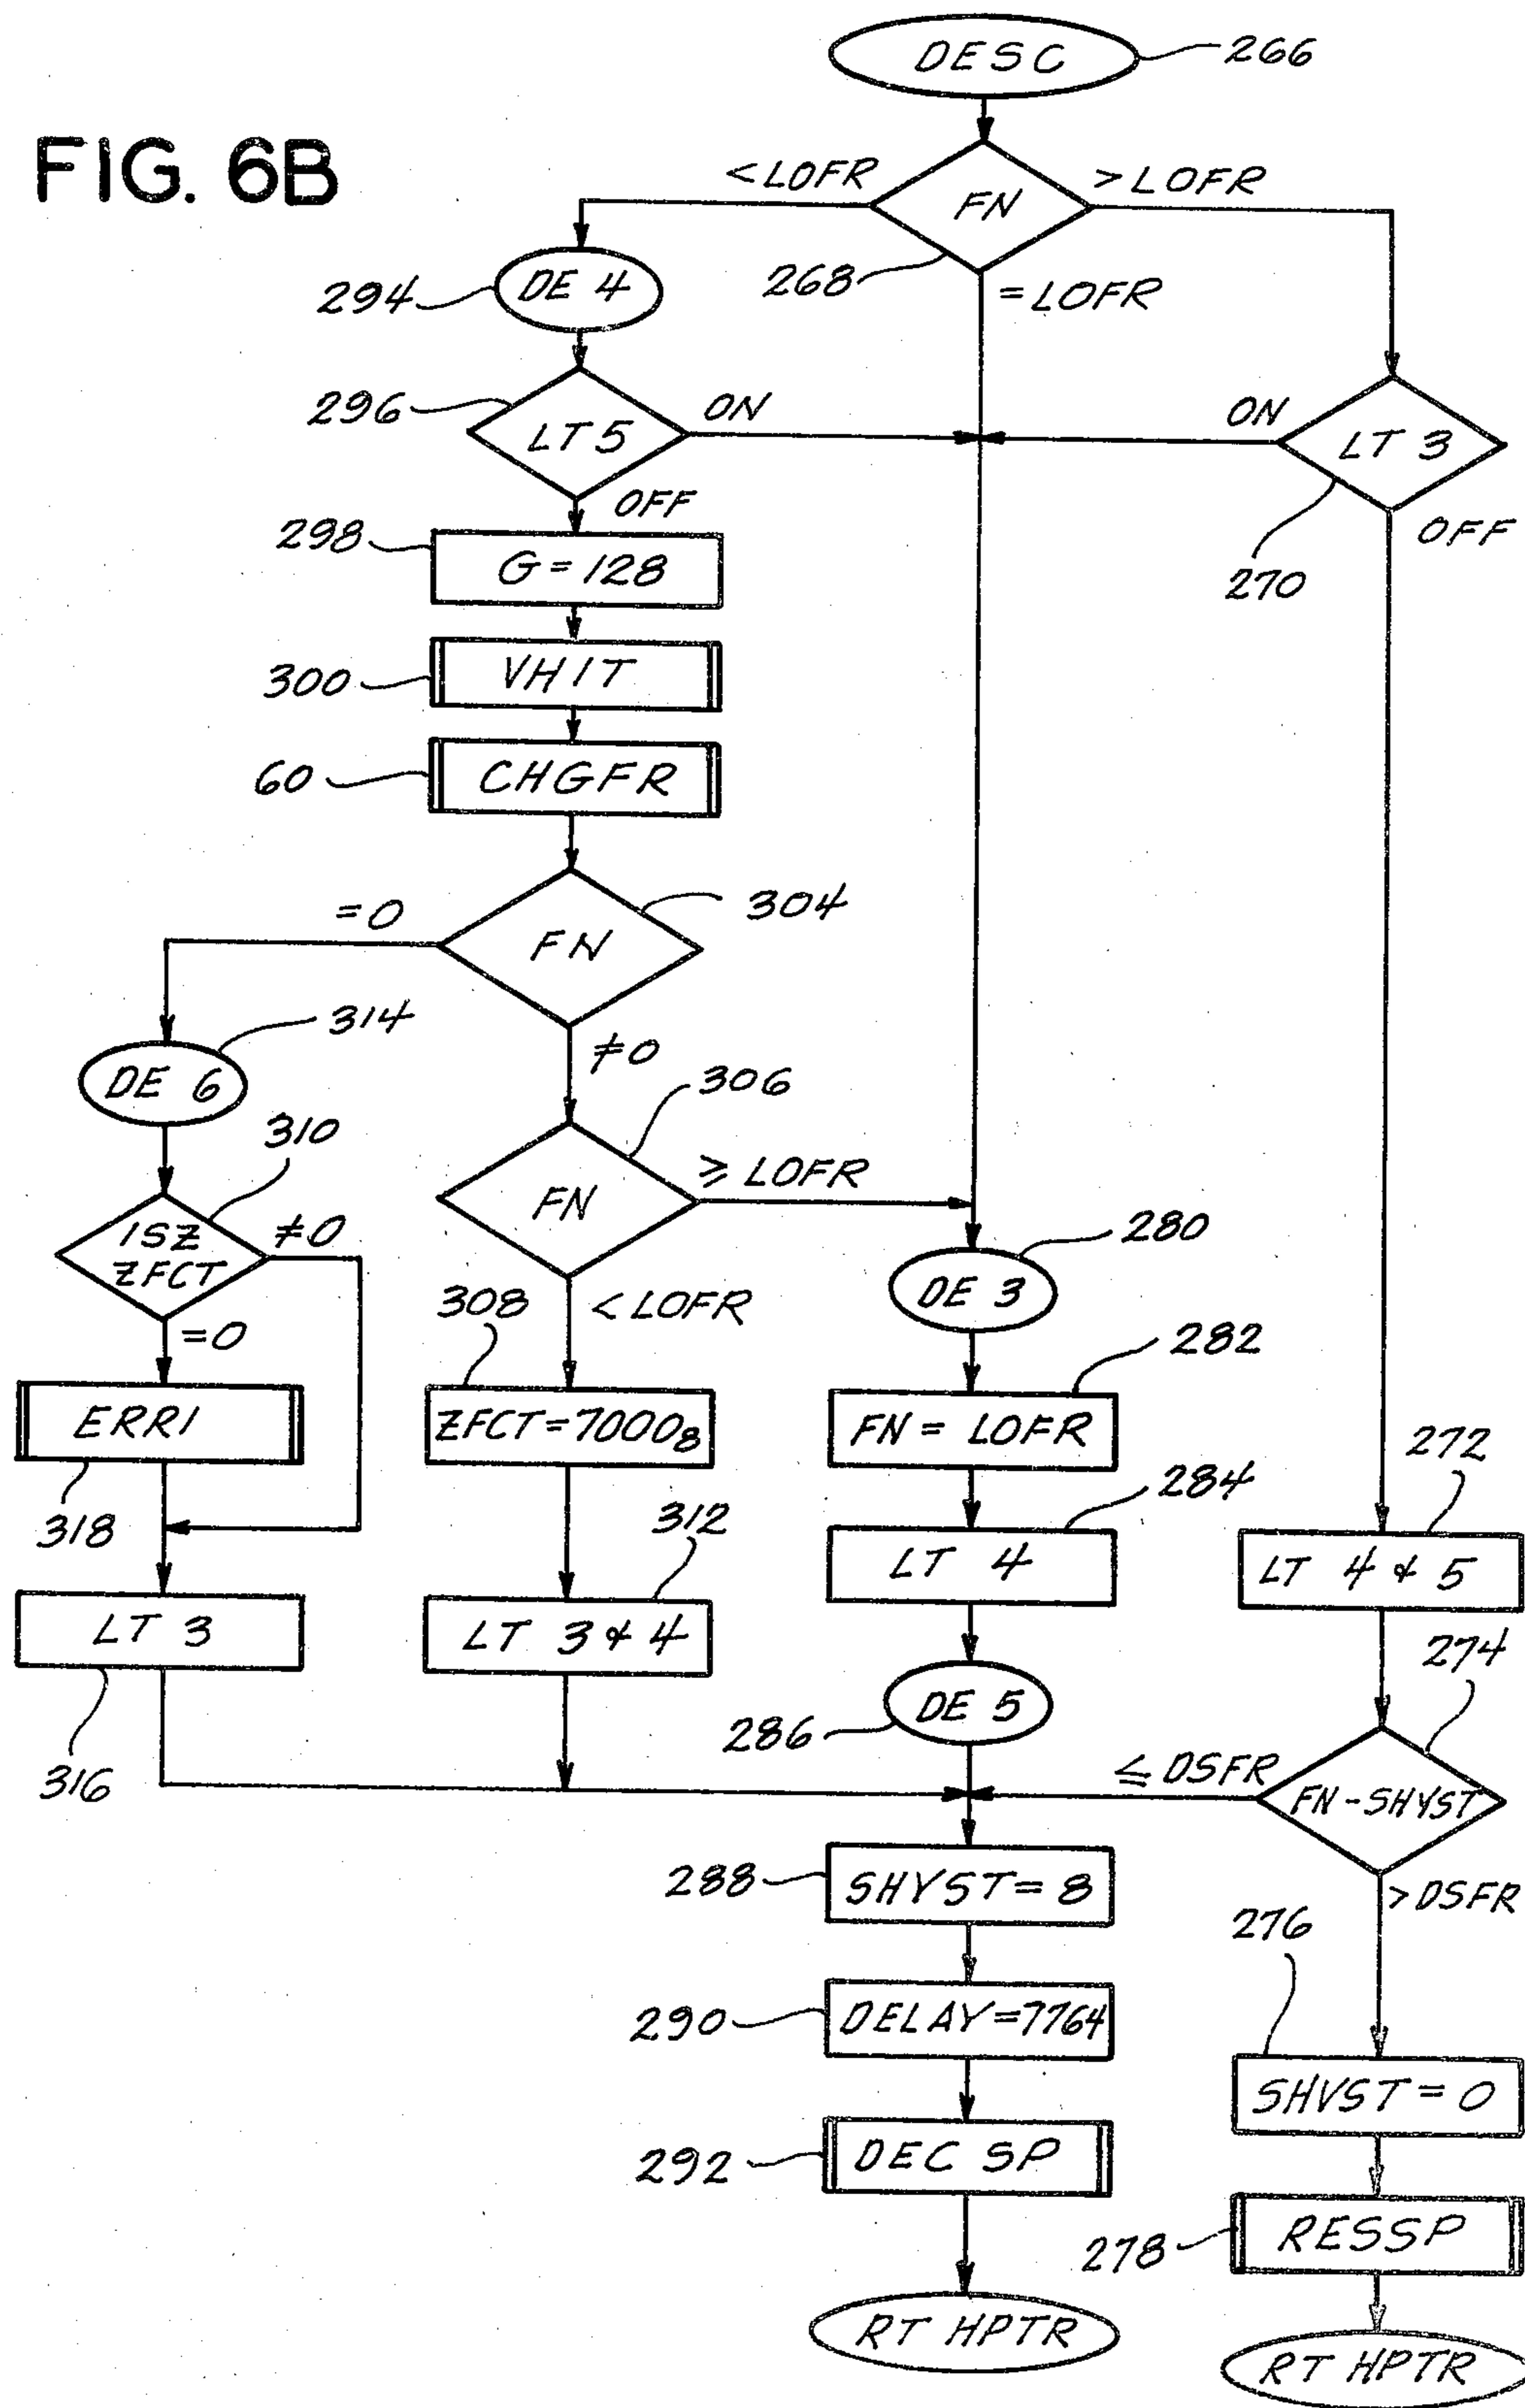 FIG. 6B
DESC
266
< LOFR
FN
> LOFR
268
= LOFR
294
DE 4
296
LT 5
ON
ON
LT 3
OFF
OFF
270
298
G = 128
300
VHIT
60
CHGFR
= 0
FN
304
≠ 0
314
DE 6
306
310
ISZ
ZFCT
≠ 0
FN
≥ LOFR
280
DE 3
= 0
308
< LOFR
282
ERR1
ZFCT = 7000₈
FN = LOFR
272
318
312
284
LT 4
LT 4 & 5
LT 3
LT 3 & 4
274
316
286
DE 5
≤ DSFR
FN - SHYST
288
SHYST = 8
> DSFR
276
290
DELAY = 7764
SHVST = 0
292
DEC SP
278
RESSP
RT HPTR
RT HPTR